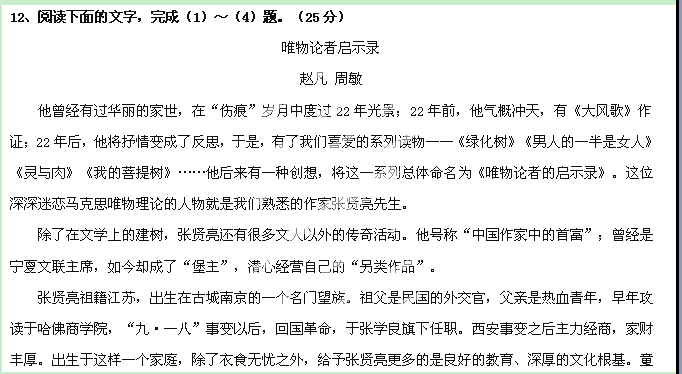 12、阅读下面的文字，完成（1）～（4）题。（25分）
唯物论者启示录
赵凡 周敏
他曾经有过华丽的家世，在“伤痕”岁月中度过22年光景；22年前，他气概冲天，有《大风歌》作
证；22年后，他将抒情变成了反思，于是，有了我们喜爱的系列读物——《绿化树》《男人的一半是女人》
《灵与肉》《我的菩提树》……他后来有一种创想，将这一系列总体命名为《唯物论者的启示录》。这位
深深迷恋马克思唯物理论的人物就是我们熟悉的作家张贤亮先生。
除了在文学上的建树，张贤亮还有很多文人以外的传奇活动。他号称“中国作家中的首富”；曾经是
宁夏文联主席，如今却成了“堡主”，潜心经营自己的“另类作品”。
张贤亮祖籍江苏，出生在古城南京的一个名门望族。祖父是民国的外交官，父亲是热血青年，早年攻
读于哈佛商学院，“九·一八”事变以后，回国革命，于张学良旗下任职。西安事变之后主力经商，家财
丰厚。出生于这样一个家庭，除了衣食无忧之外，给予张贤亮更多的是良好的教育、深厚的文化根基。童